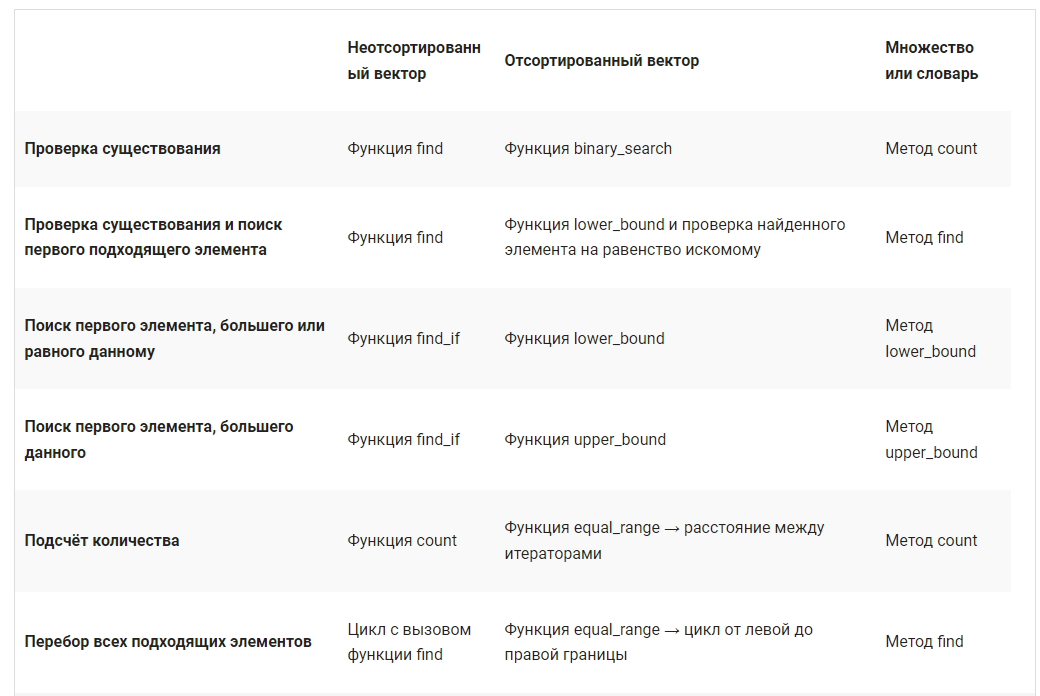 Неотсортированн
ый вектор
Отсортированный вектор
Множество
или словарь
Проверка существования
Функция find
Функция binary_search
Метод count
Проверка существования и поиск
первого подходящего элемента
Функция find
Функция lower_bound и проверка найденного
элемента на равенство искомому
Метод find
Поиск первого элемента, большего или
равного данному
Функция find_if
Функция lower_bound
Метод
lower_bound
Поиск первого элемента, большего
данного
Функция find_if
Функция upper_bound
Метод
upper_bound
Подсчёт количества
Функция count
Функция equal_range → расстояние между
итераторами
Метод count
Перебор всех подходящих элементов
Цикл с вызовом
функции find
Функция equal_range → цикл от левой до
правой границы
Метод find